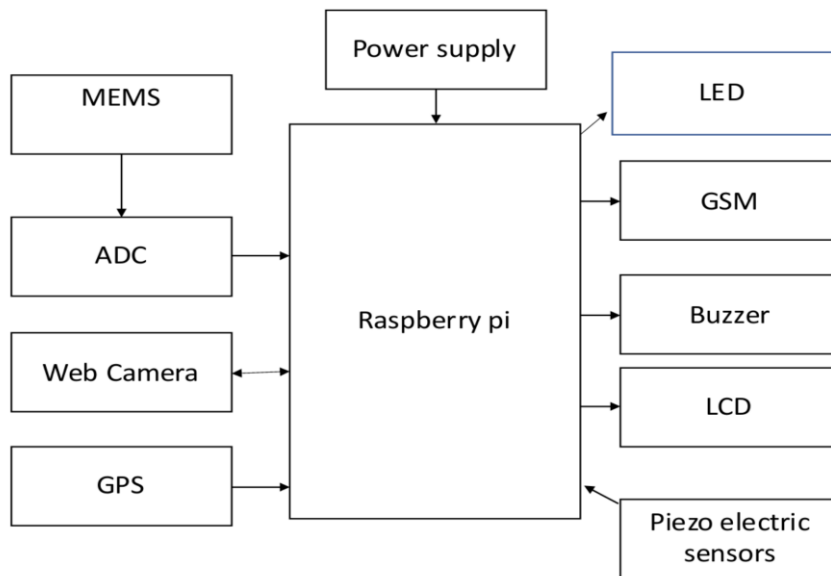 Power supply
MEMS
LED
GSM
ADC
Raspberry pi
Buzzer
Web Camera
LCD
GPS
Piezo electric
sensors